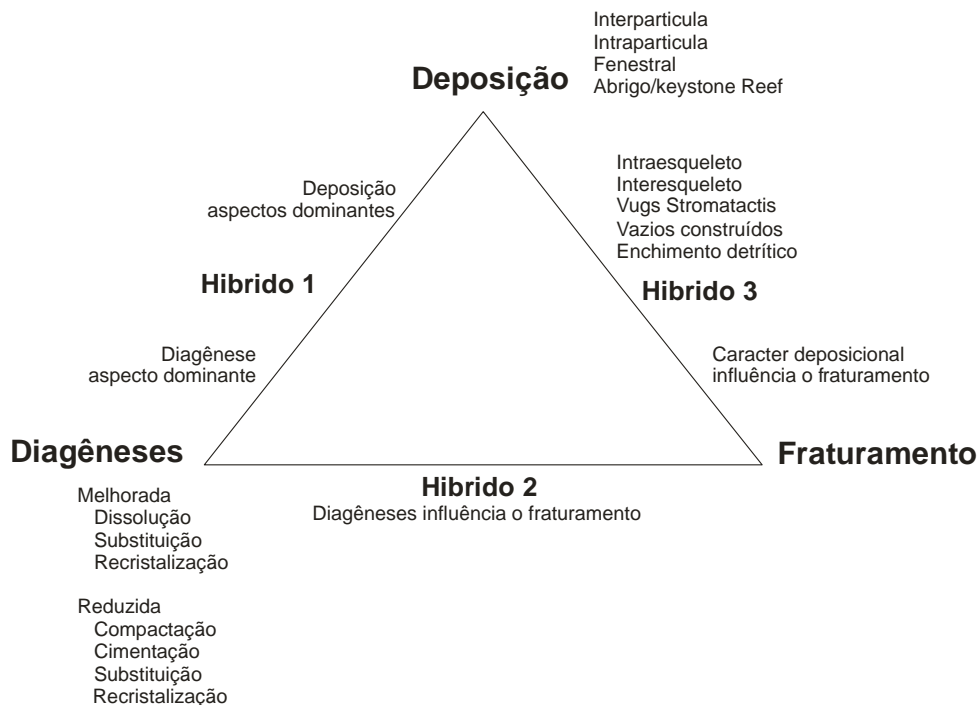 Interparticula
Intraparticula
Fenestral
Abrigo/keystone Reef
Deposição
Intraesqueleto
Interesqueleto
Vugs Stromatactis
Vazios construídos
Enchimento detrítico
Deposição
aspectos dominantes
Hibrido 1
Hibrido 3
Diagênese
aspecto dominante
Caracter deposicional
influência o fraturamento
Diagêneses
Fraturamento
Hibrido 2
Diagêneses influência o fraturamento
Melhorada
Dissolução
Substituição
Recristalização
Reduzida
Compactação
Cimentação
Substituição
Recristalização